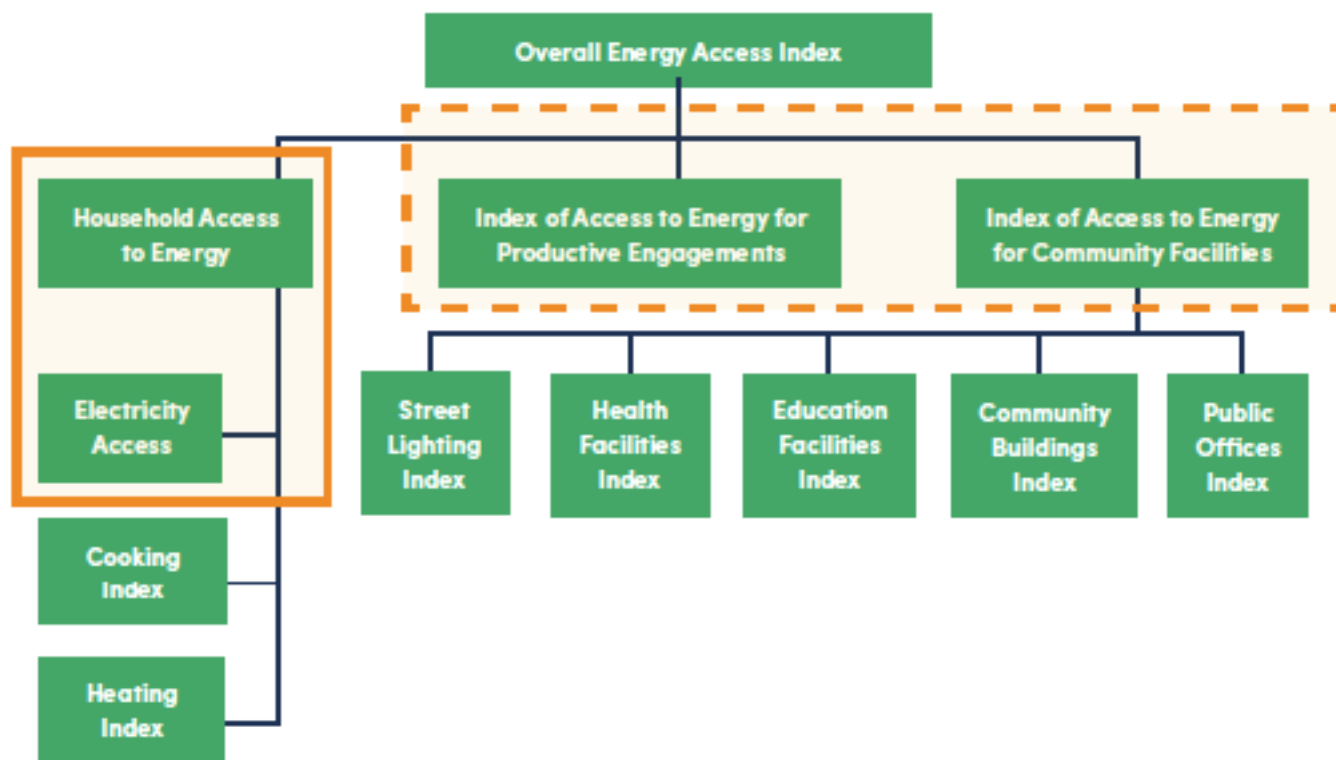 Overall Energy Access Index
Household Access
to Energy
Index of Access to Energy for
Productive Engagements
Index of Access to Energy
for Community Facilities
Electricity
Access
Street
Lighting
Index
Health
Facilities
Index
Education
Facilities
Index
Community
Buildings
Index
Public
Offices
Index
Cooking
Index
Heating
Index